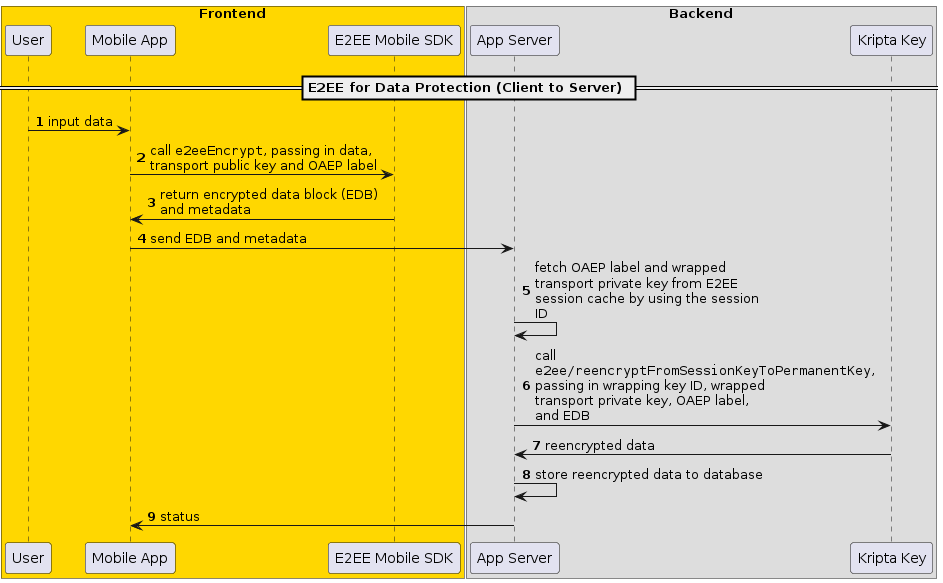 Frontend
Backend
User
Mobile App
E2EE Mobile SDK
App Server
Kripta Key
E2EE for Data Protection (Client to Server)
1 input data
2 call e2eeEncrypt, passing in data,
transport public key and OAEP label
3 return encrypted data block (EDB)
and metadata
4 send EDB and metadata
fetch OAEP label and wrapped
transport private key from E2EE
5 session cache by using the session
ID
call
e2ee/reencryptFromSessionKeyToPermanentKey,
6 passing in wrapping key ID, wrapped
transport private key, OAEP label,
and EDB
7 reencrypted data
8 store reencrypted data to database
9 status
User
Mobile App
E2EE Mobile SDK
App Server
Kripta Key